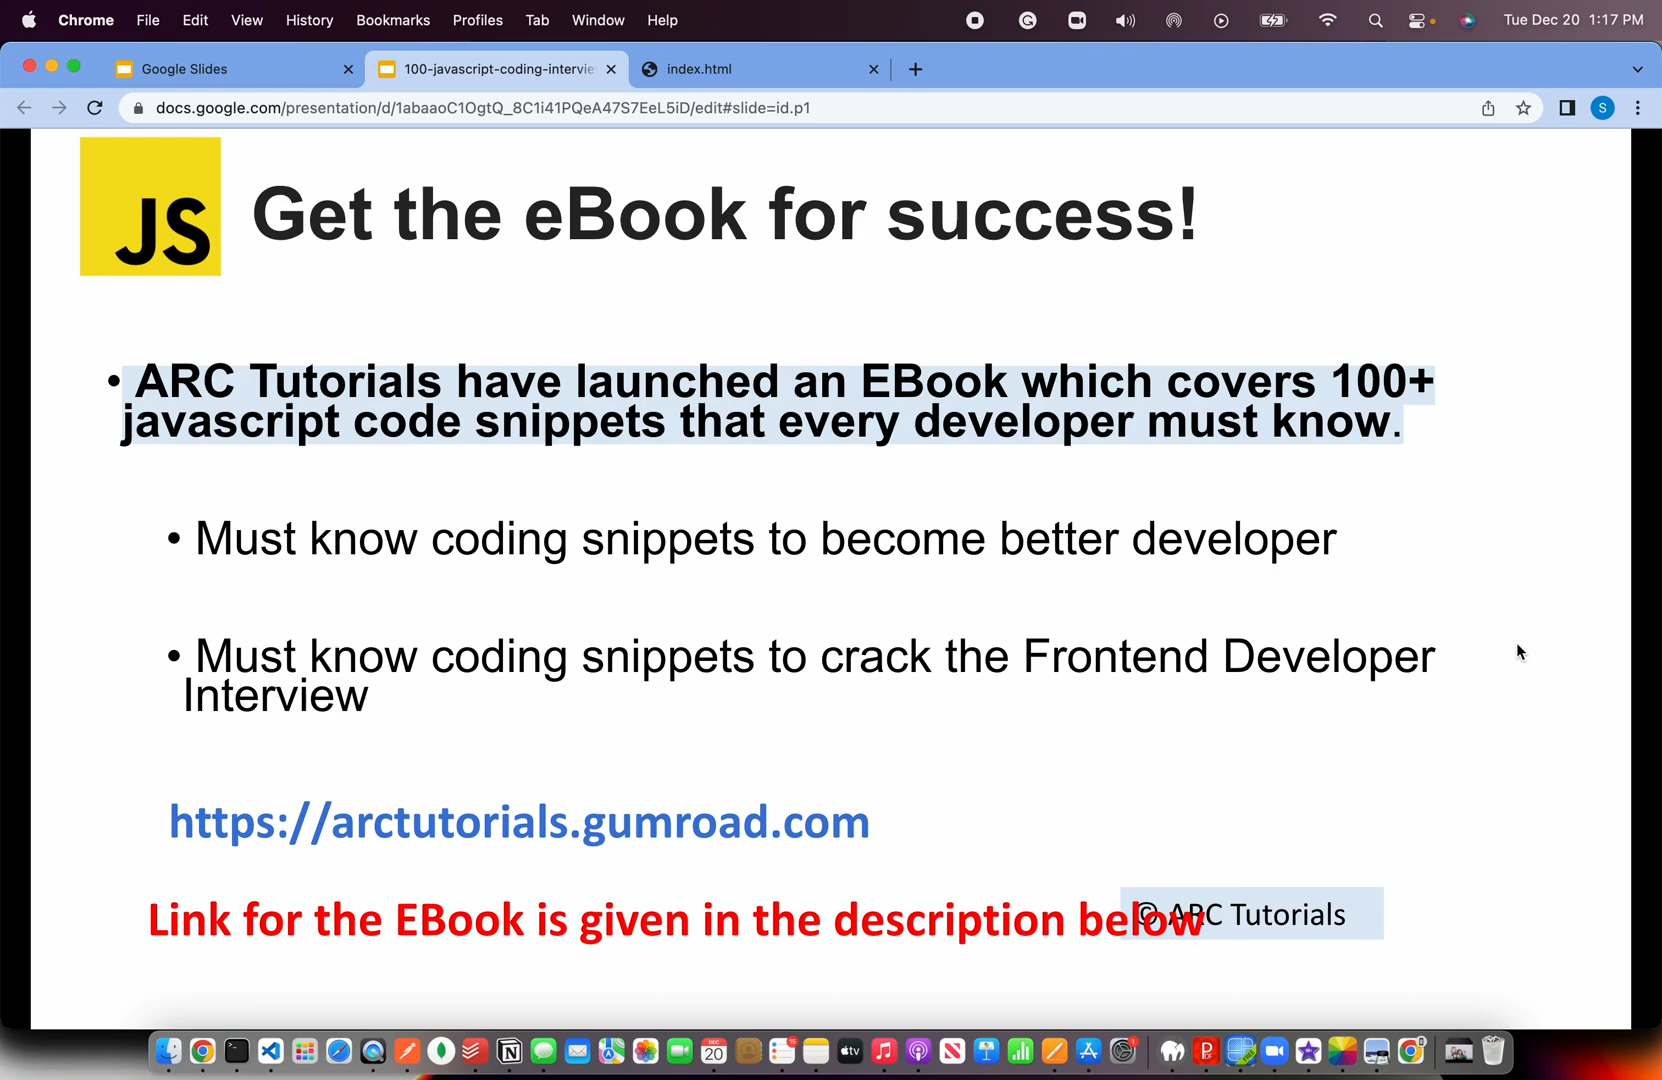 Chrome File Edit View History Bookmarks Profiles Tab Window Help Tue Dec 20 1:17 PM
Google Slides 100-javascript-coding-intervie index.html
docs.google.com/presentation/d/1abaaoC1OgtQ_8C1i41PQeA47S7EeL5iD/edit#slide=id.p1 S
JS Get the eBook for success!
• ARC Tutorials have launched an EBook which covers 100+
javascript code snippets that every developer must know.
• Must know coding snippets to become better developer
• Must know coding snippets to crack the Frontend Developer
Interview
https://arctutorials.gumroad.com
Link for the EBook is given in the description below
© ARC Tutorials
DEC
20
tv